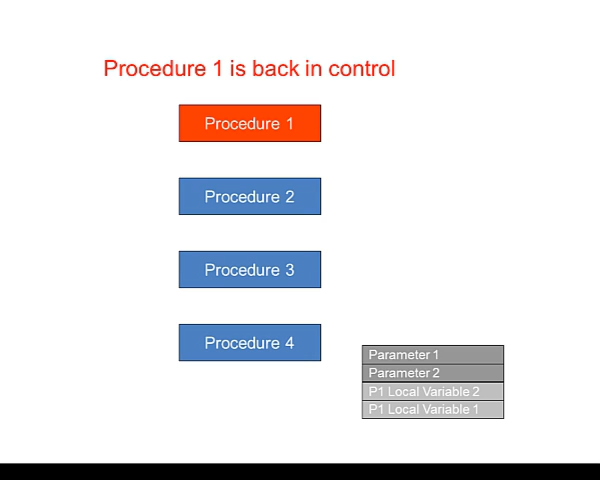 Procedure 1 is back in control
Procedure 1
Procedure 2
Procedure 3
Procedure 4
Parameter 1
Parameter 2
P1 Local Variable 2
P1 Local Variable 1